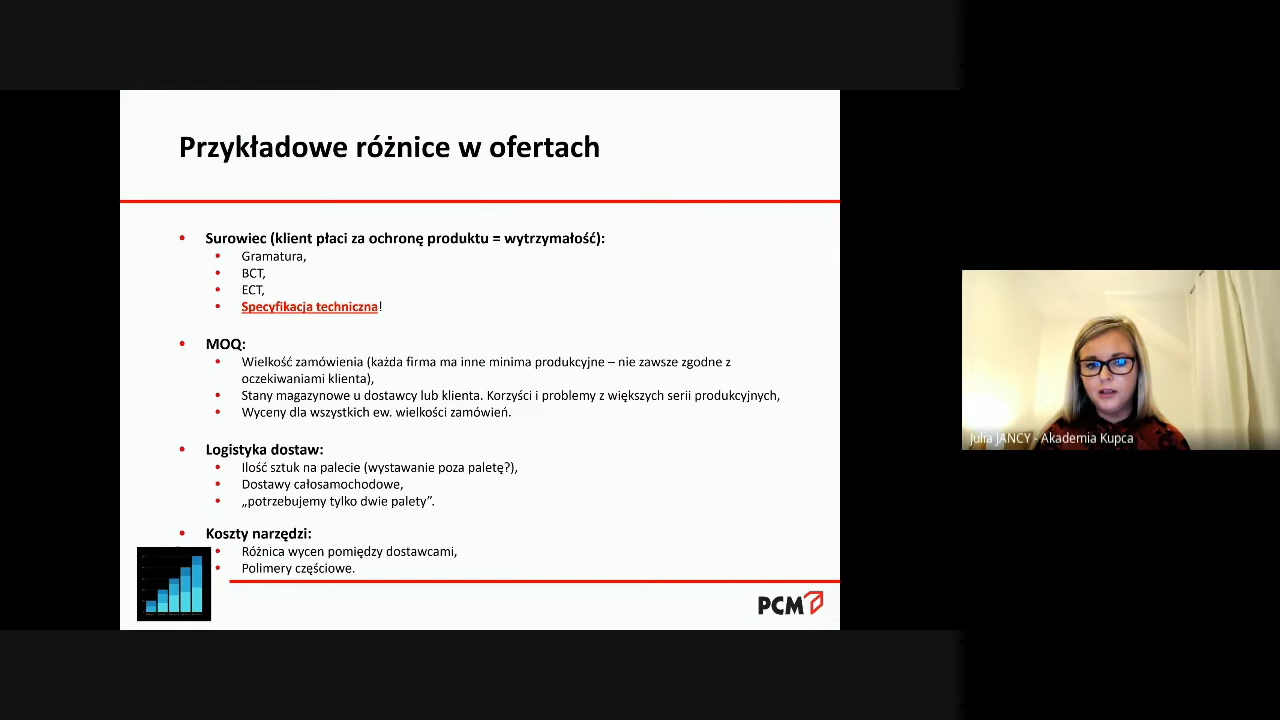 Przykładowe różnice w ofertach
Surowiec (klient płaci za ochronę produktu = wytrzymałość):
Gramatura,
BCT,
ECT,
Specyfikacja techniczna!
MOQ:
Wielkość zamówienia (każda firma ma inne minima produkcyjne – nie zawsze zgodne z
oczekiwaniami klienta),
Stany magazynowe u dostawcy lub klienta. Korzyści i problemy z większych serii produkcyjnych,
Wyceny dla wszystkich ew. wielkości zamówień.
Logistyka dostaw:
Ilość sztuk na palecie (wystawanie poza paletę?),
Dostawy całosamochodowe,
„potrzebujemy tylko dwie palety”.
Koszty narzędzi:
Różnica wycen pomiędzy dostawcami,
Polimery częściowe.
PCM
Julia JANCY - Akademia Kupca